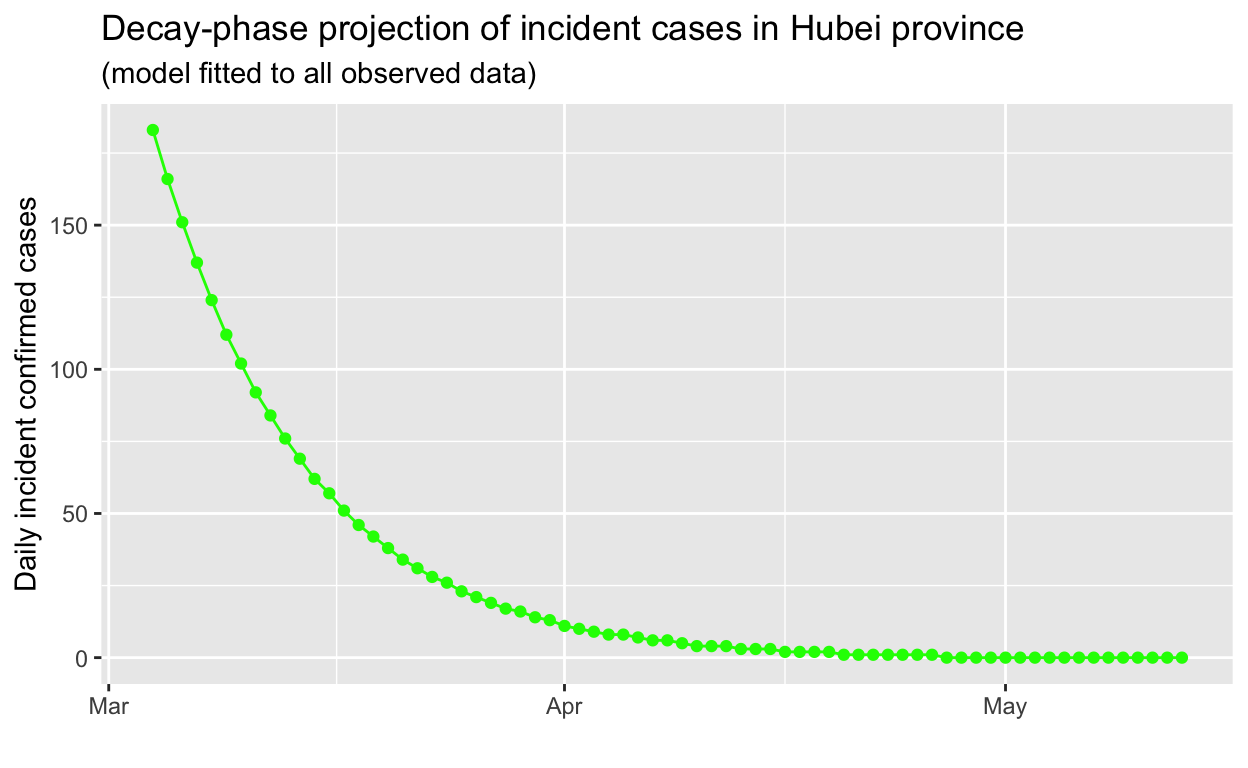 Decay-phase projection of incident cases in Hubei province
(model fitted to all observed data)
Daily incident confirmed cases
150
100
50
0
Mar
Apr
May